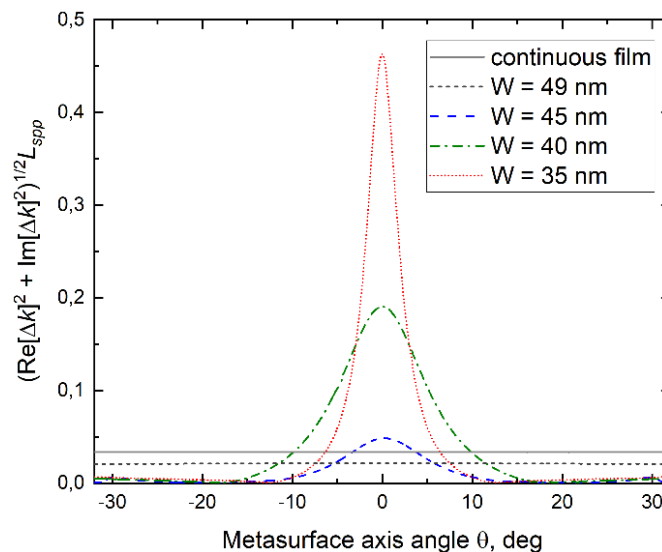 (Re[Δk]² + Im[Δk]²)¹/²Lₛₚₚ
0,5
0,4
0,3
0,2
0,1
0,0
continuous film
W = 49 nm
W = 45 nm
W = 40 nm
W = 35 nm
-30 -20 -10 0 10 20 30
Metasurface axis angle θ, deg